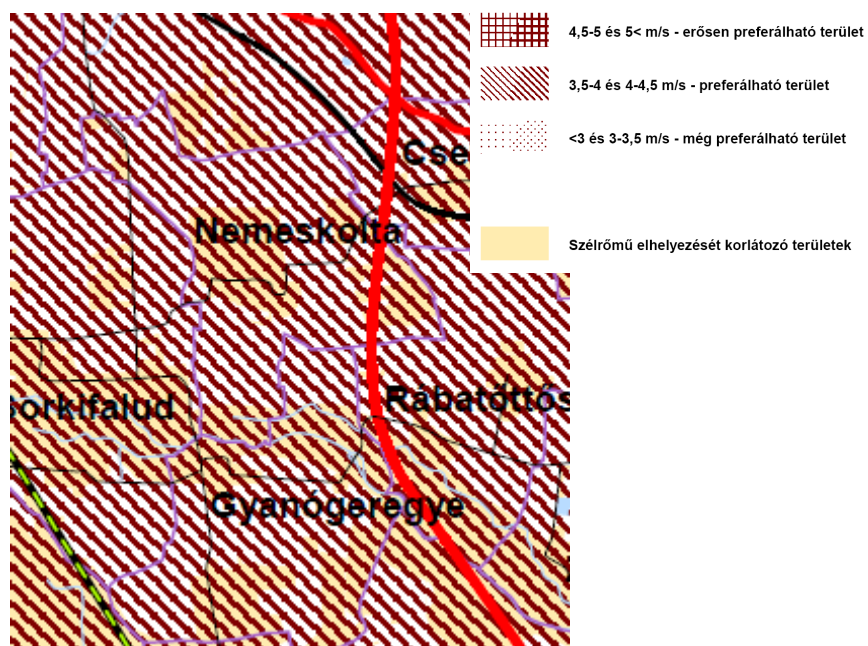 4,5-5 és 5< m/s - erősen preferálható terület
3,5-4 és 4-4,5 m/s - preferálható terület
<3 és 3-3,5 m/s - még preferálható terület
Szélrőmű elhelyezését korlátozó területek
Cse
Nemeskolta
Rábatöttös
Sorkifalud
Gyanógeregye